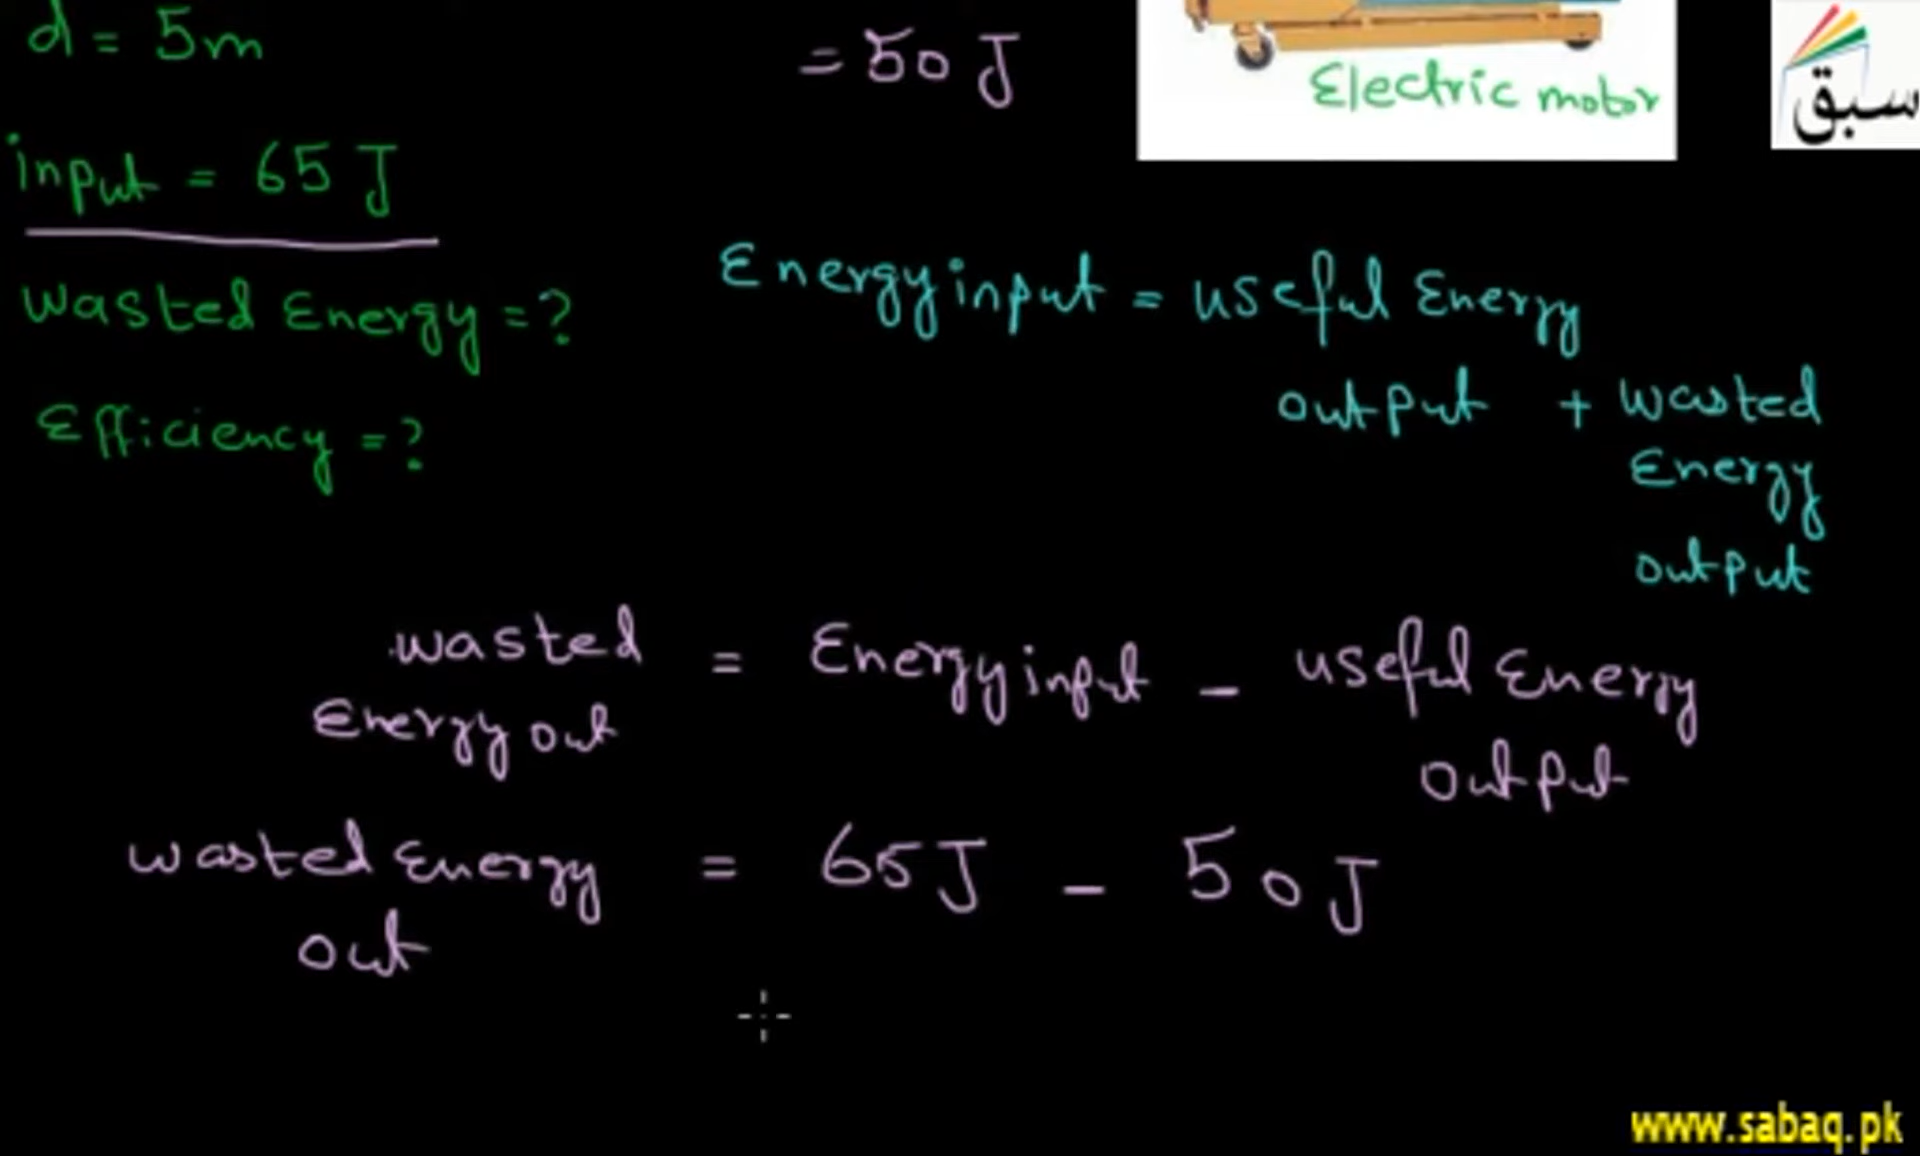 d = 5m
= 50 J
Electric motor
سبق
input = 65 J
Wasted Energy = ?
Efficiency = ?
Energy input = useful Energy
output + wasted
Energy
output
wasted = Energy input - useful Energy
Energy out
output
wasted Energy = 65 J - 50 J
out
www.sabaq.pk